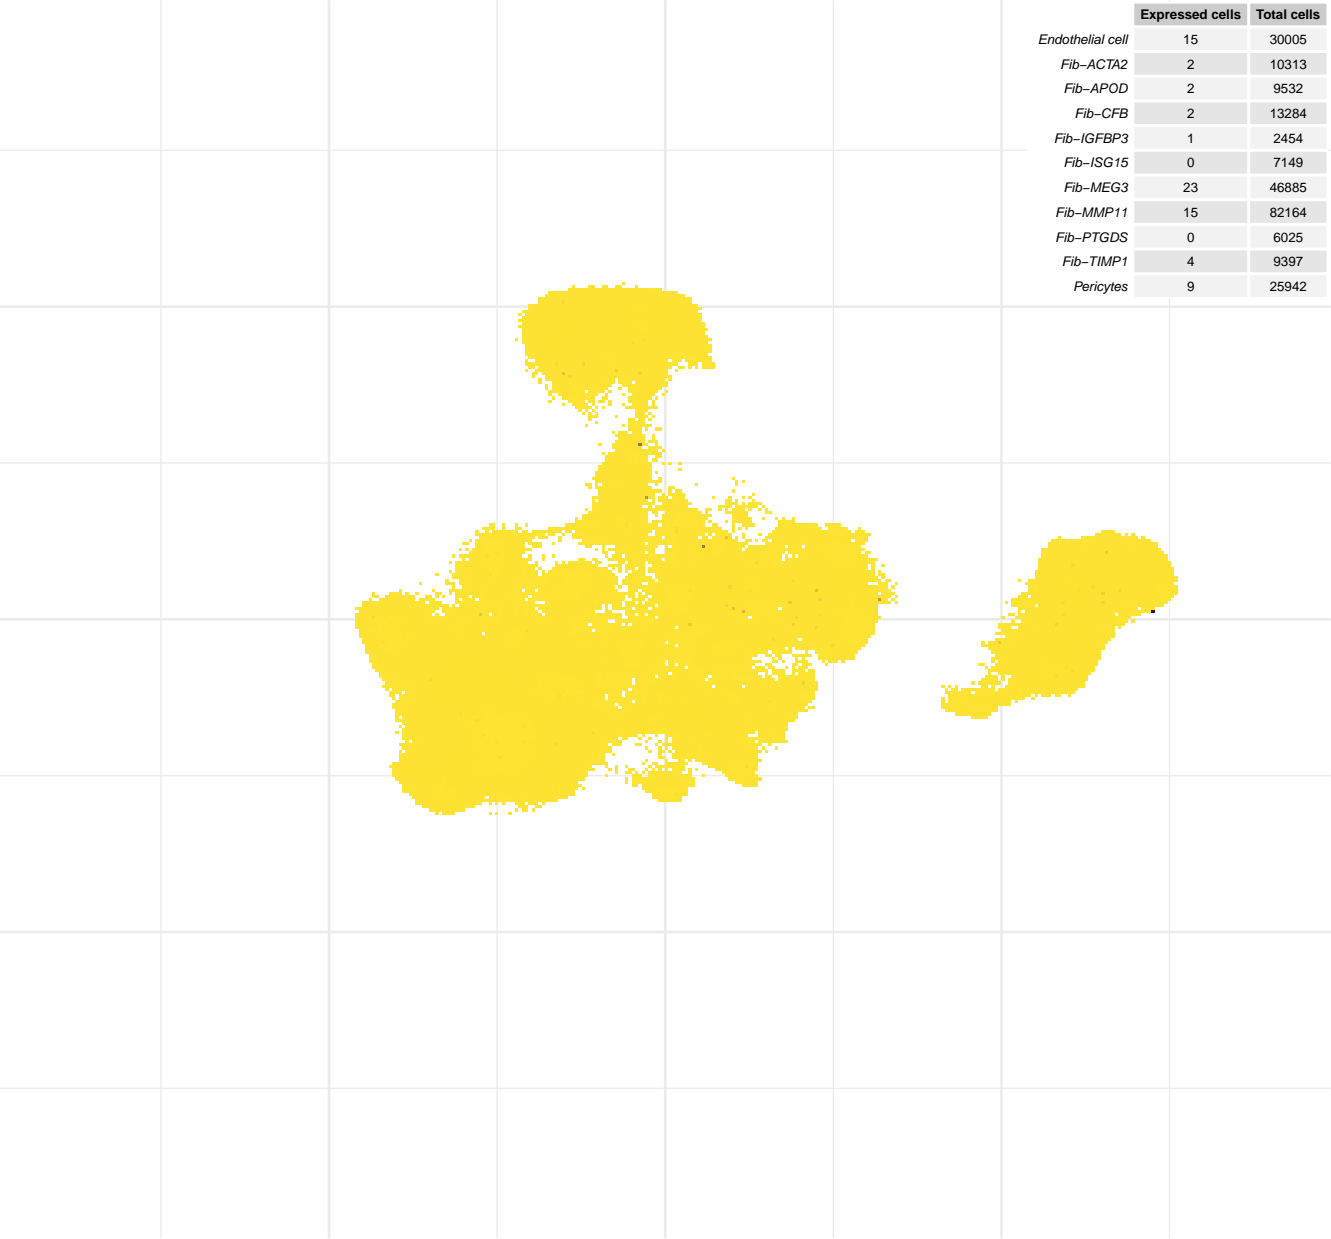 Expressed cells Total cells
Endothelial cell 15 30005
Fib−ACTA2 2 10313
Fib−APOD 2 9532
Fib−CFB 2 13284
Fib−IGFBP3 1 2454
Fib−ISG15 0 7149
Fib−MEG3 23 46885
Fib−MMP11 15 82164
Fib−PTGDS 0 6025
Fib−TIMP1 4 9397
Pericytes 9 25942